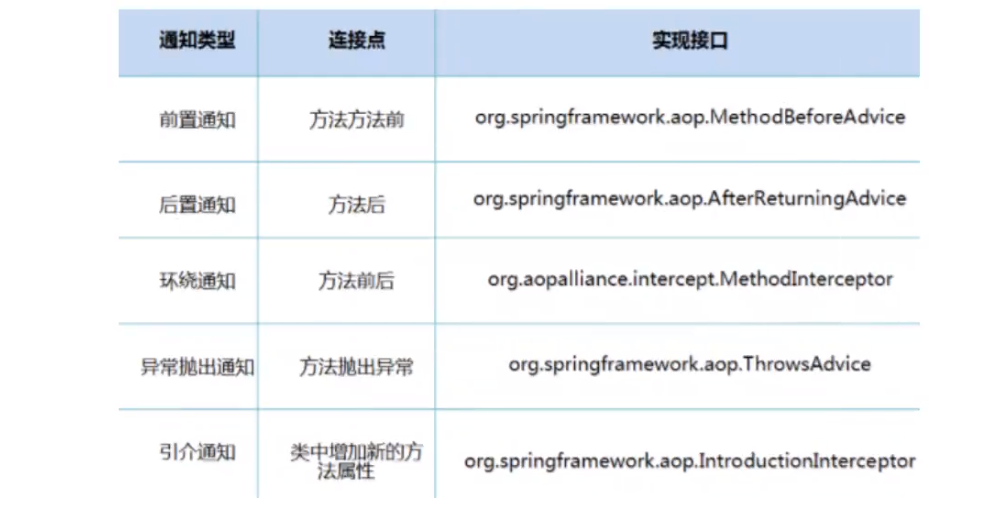 通知类型 连接点 实现接口
前置通知 方法方法前 org.springframework.aop.MethodBeforeAdvice
后置通知 方法后 org.springframework.aop.AfterReturningAdvice
环绕通知 方法前后 org.aopalliance.intercept.MethodInterceptor
异常抛出通知 方法抛出异常 org.springframework.aop.ThrowsAdvice
引介通知 类中增加新的方
法属性 org.springframework.aop.IntroductionInterceptor